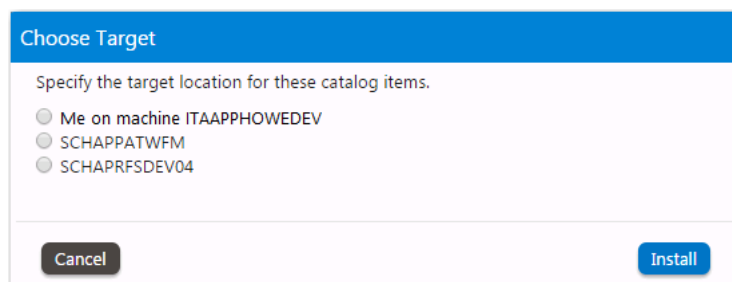 Choose Target
Specify the target location for these catalog items.
Me on machine ITAAPPHOWEDEV
SCHAPPATWFM
SCHAPRFSDEV04
Cancel
Install